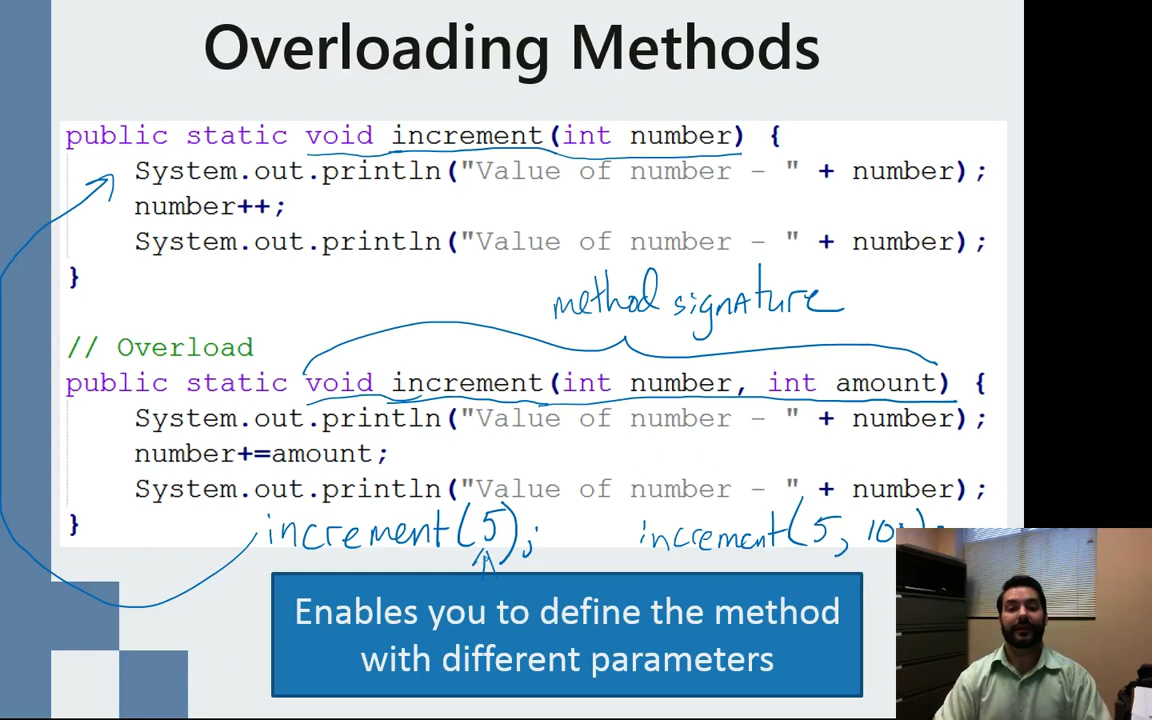 Overloading Methods
public static void increment(int number) {
System.out.println("Value of number - " + number);
number++;
System.out.println("Value of number - " + number);
}
method signature
// Overload
public static void increment(int number, int amount) {
System.out.println("Value of number - " + number);
number+=amount;
System.out.println("Value of number - " + number);
}
increment(5); increment(5, 10
Enables you to define the method
with different parameters